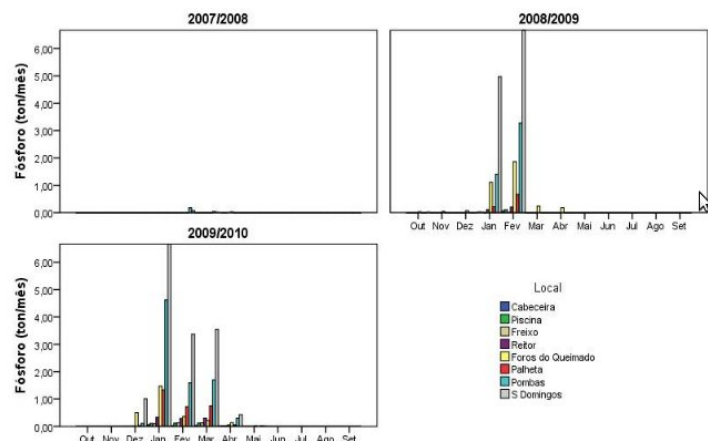 2007/2008
2008/2009
Fósforo (ton/mês)
6,00
5,00
4,00
3,00
2,00
1,00
0,00
Out Nov Dez Jan Fev Mar Abr Mai Jun Jul Ago Set
2009/2010
Fósforo (ton/mês)
6,00
5,00
4,00
3,00
2,00
1,00
0,00
Out Nov Dez Jan Fev Mar Abr Mai Jun Jul Ago Set
Local
Cabeceira
Piscina
Freixo
Reitor
Foros do Queimado
Palheta
Pombas
S Domingos